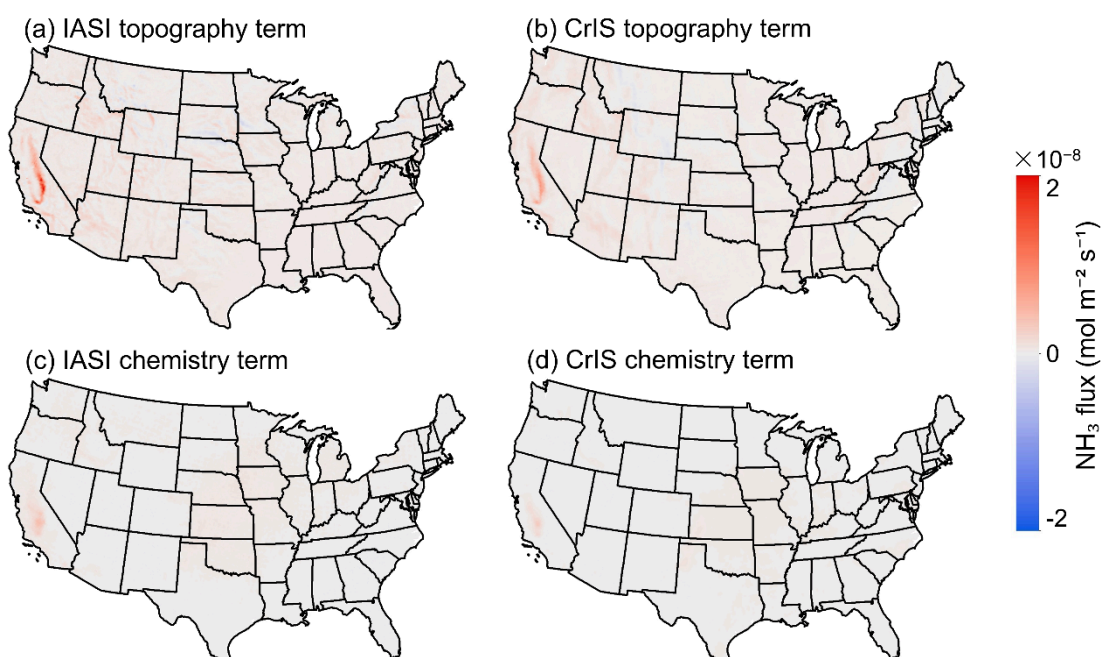 (a) IASI topography term
(b) CrIS topography term
(c) IASI chemistry term
(d) CrIS chemistry term
×10⁻⁸
2
0
-2
NH₃ flux (mol m⁻² s⁻¹)